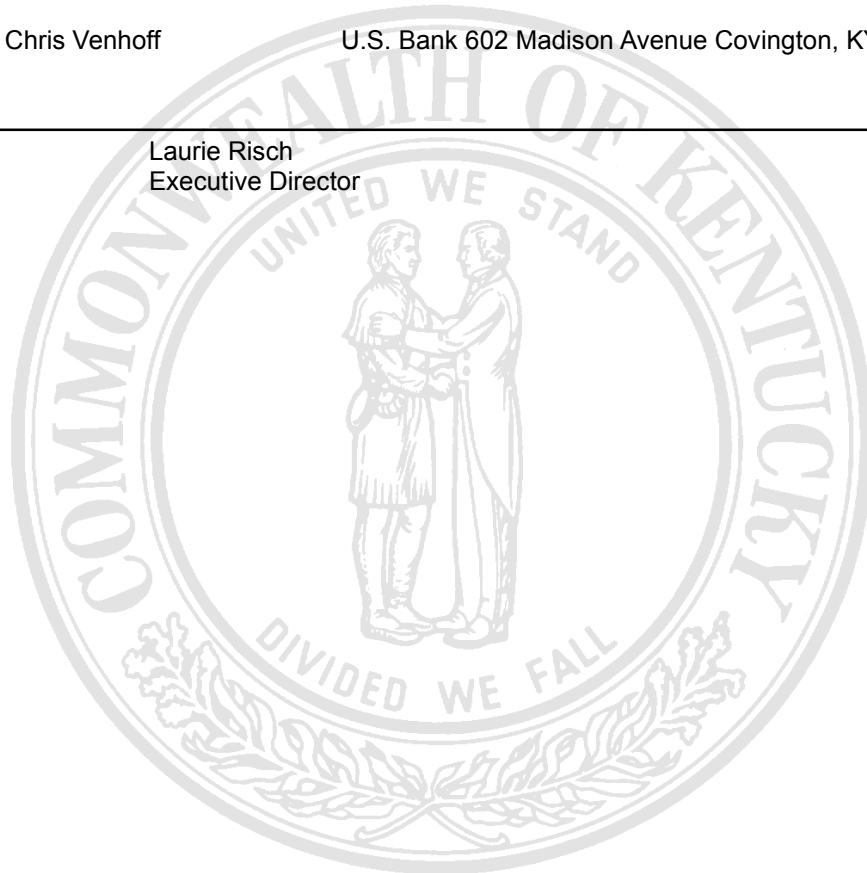 Chris Venhoff U.S. Bank 602 Madison Avenue Covington, KY
Laurie Risch
Executive Director
COMMONWEALTH OF KENTUCKY
UNITED WE STAND
DIVIDED WE FALL